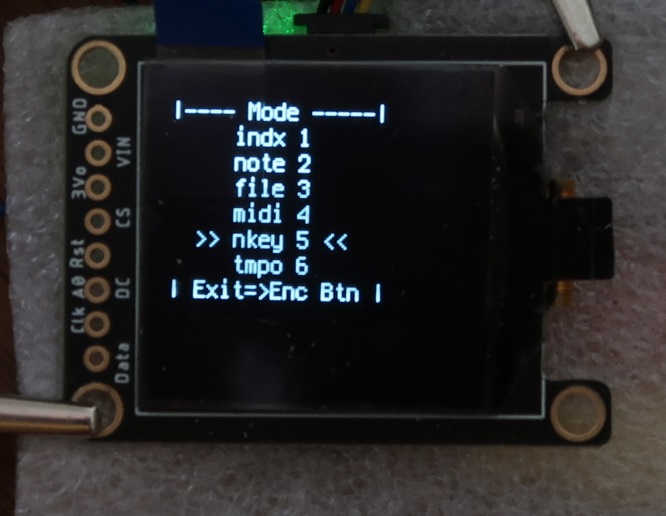 |---- Mode -----|
indx 1
note 2
file 3
midi 4
>> nkey 5 <<
tmpo 6
| Exit=>Enc Btn |
GND
VIN
3Vo
CS
Rst
DC
A0
Clk
Data